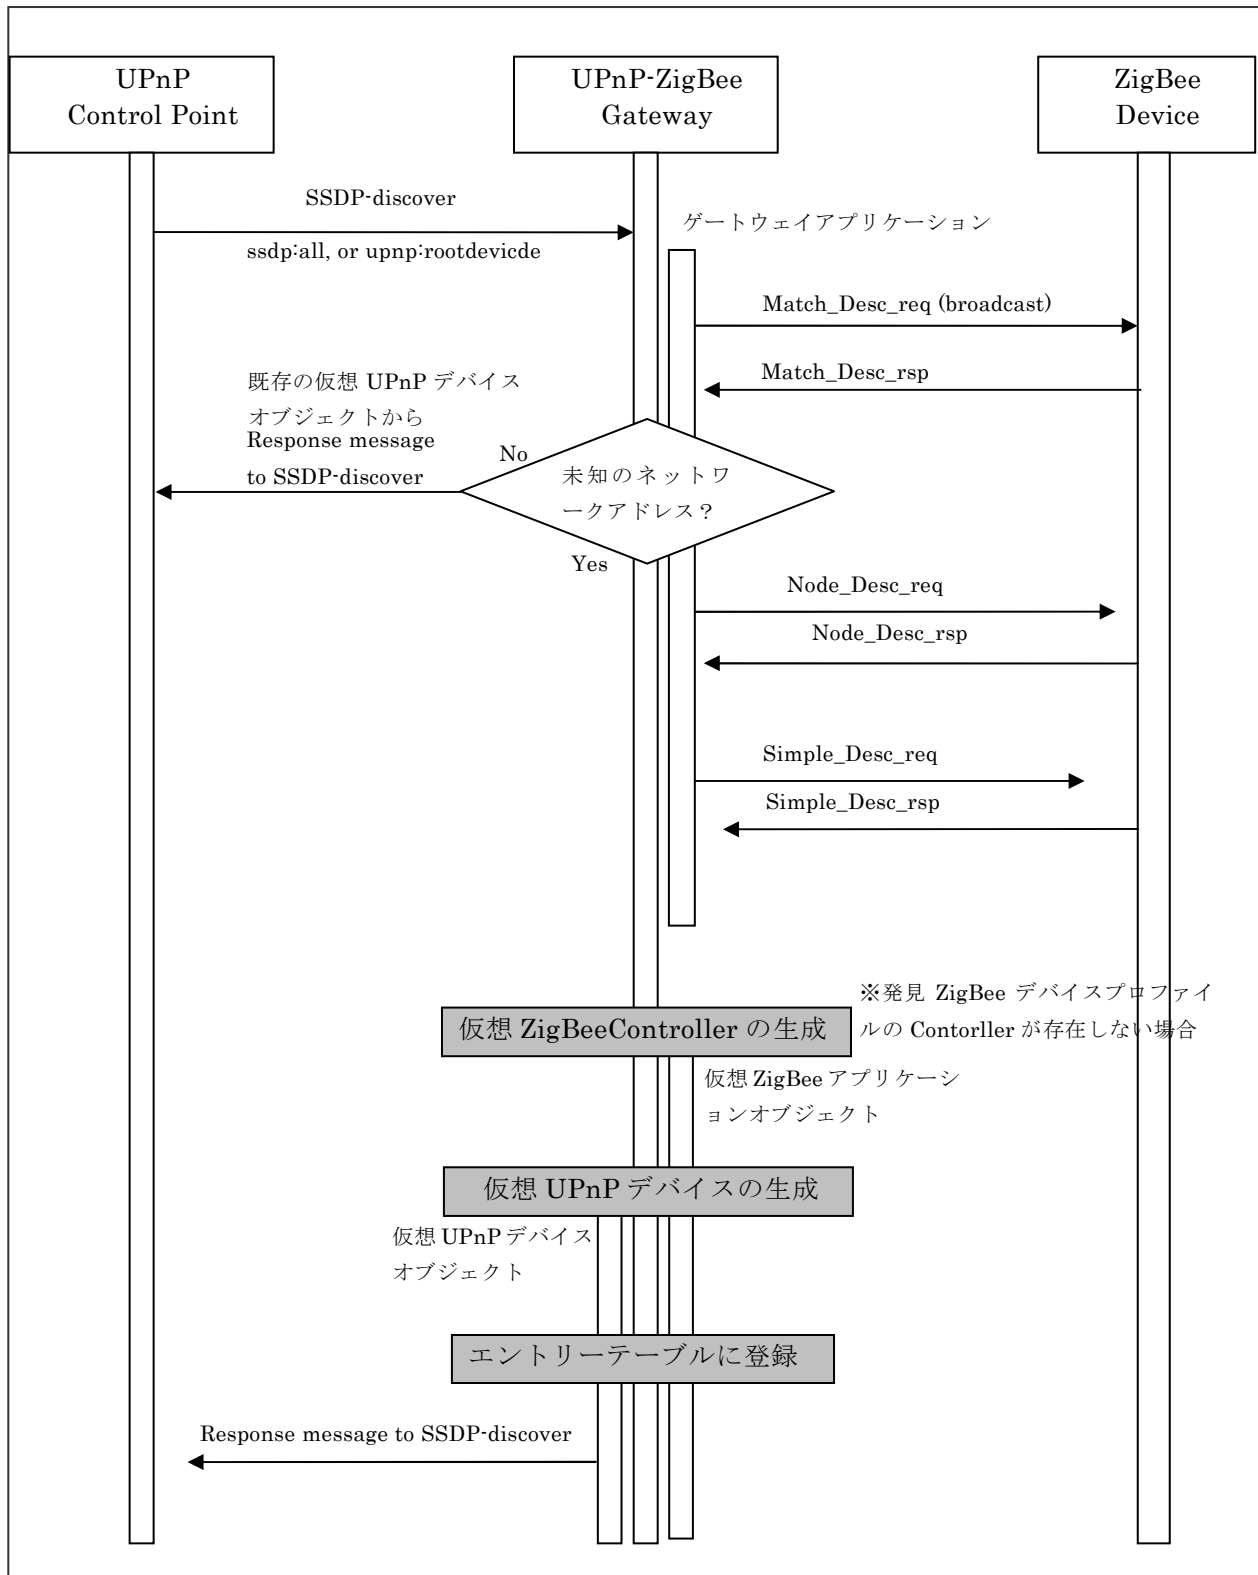 UPnP
Control Point
UPnP-ZigBee
Gateway
ZigBee
Device
SSDP-discover
ssdp:all, or upnp:rootdevicde
ゲートウェイアプリケーション
Match_Desc_req (broadcast)
Match_Desc_rsp
既存の仮想 UPnP デバイス
オブジェクトから
Response message
to SSDP-discover
No
未知のネットワ
ークアドレス？
Yes
Node_Desc_req
Node_Desc_rsp
Simple_Desc_req
Simple_Desc_rsp
※発見 ZigBee デバイスプロファイ
ルの Contorller が存在しない場合
仮想 ZigBeeController の生成
仮想 ZigBee アプリケーシ
ョンオブジェクト
仮想 UPnP デバイスの生成
仮想 UPnP デバイス
オブジェクト
エントリーテーブルに登録
Response message to SSDP-discover